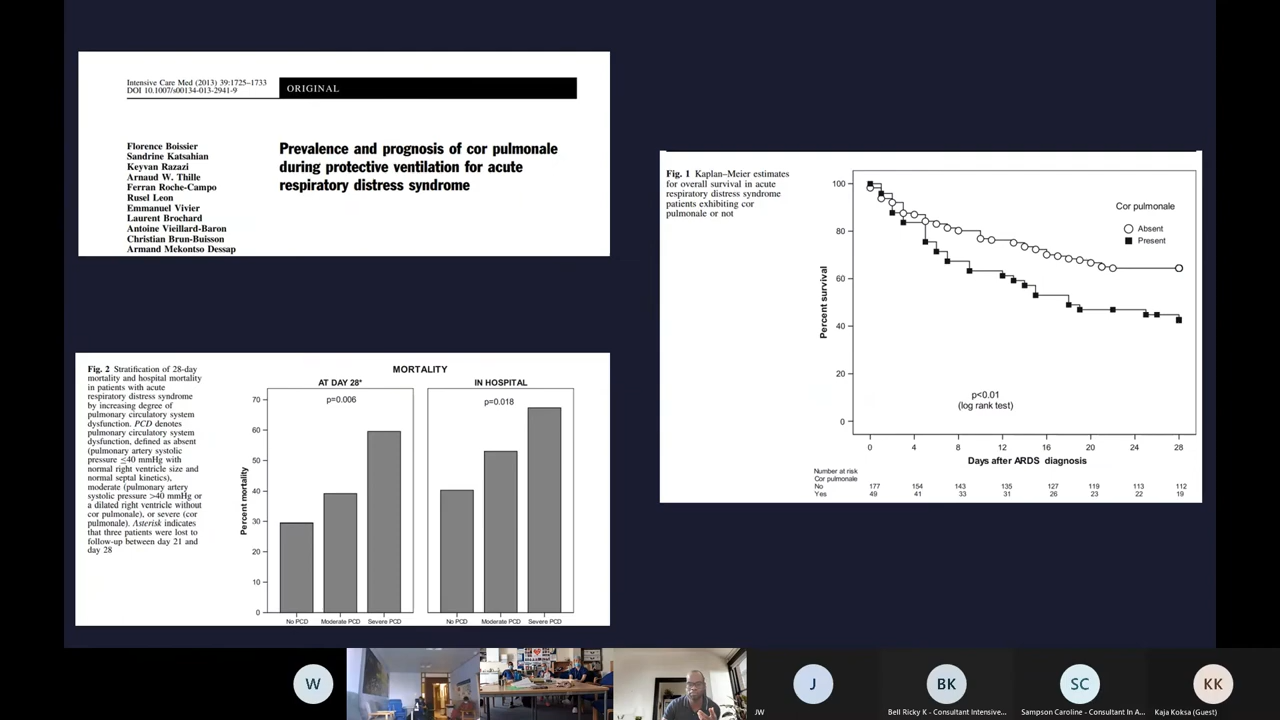 Intensive Care Med (2013) 39:1725–1733
DOI 10.1007/s00134-013-2941-9
ORIGINAL
Florence Boissier
Sandrine Katsahian
Keyvan Razazi
Arnaud W. Thille
Ferran Roche-Campo
Rusel Leon
Emmanuel Vivier
Laurent Brochard
Antoine Vieillard-Baron
Christian Brun-Buisson
Armand Mekontso Dessap
Prevalence and prognosis of cor pulmonale
during protective ventilation for acute
respiratory distress syndrome
Fig. 2 Stratification of 28-day
mortality and hospital mortality
in patients with acute
respiratory distress syndrome
by increasing degree of
pulmonary circulatory system
dysfunction. PCD denotes
pulmonary circulatory system
dysfunction, defined as absent
(pulmonary artery systolic
pressure ≤40 mmHg with
normal right ventricle size and
normal septal kinetics),
moderate (pulmonary artery
systolic pressure >40 mmHg or
a dilated right ventricle without
cor pulmonale), or severe (cor
pulmonale). Asterisk indicates
that three patients were lost to
follow-up between day 21 and
day 28
MORTALITY
AT DAY 28*
IN HOSPITAL
p=0.006
p=0.018
Percent mortality
70
60
50
40
30
20
10
0
No PCD Moderate PCD Severe PCD
No PCD Moderate PCD Severe PCD
Fig. 1 Kaplan–Meier estimates
for overall survival in acute
respiratory distress syndrome
patients exhibiting cor
pulmonale or not
Percent survival
100
80
60
40
20
0
Cor pulmonale
Absent
Present
p<0.01
(log rank test)
0 4 8 12 16 20 24 28
Days after ARDS diagnosis
Number at risk
Cor pulmonale
No 177 154 143 135 127 119 113 112
Yes 49 41 33 31 26 23 22 19
W
J
JW
BK
Bell Ricky K - Consultant Intensive...
SC
Sampson Caroline - Consultant In A...
KK
Kaja Koksa (Guest)